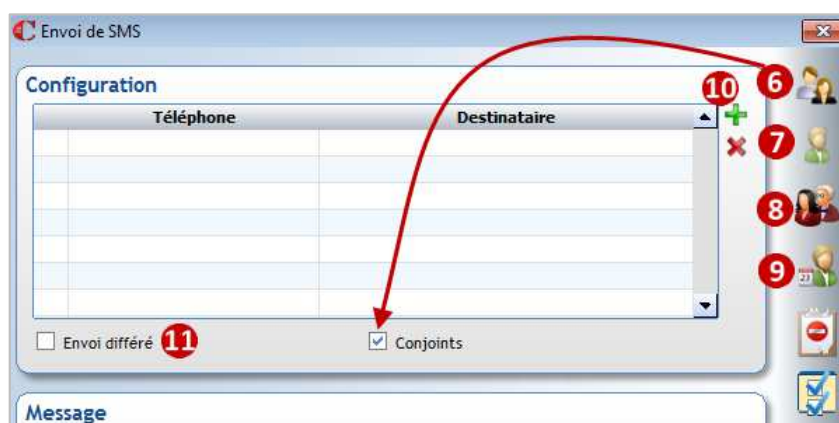 Envoi de SMS
Configuration
10
6
Téléphone Destinataire
7
8
9
Envoi différé 11 Conjoints
Message